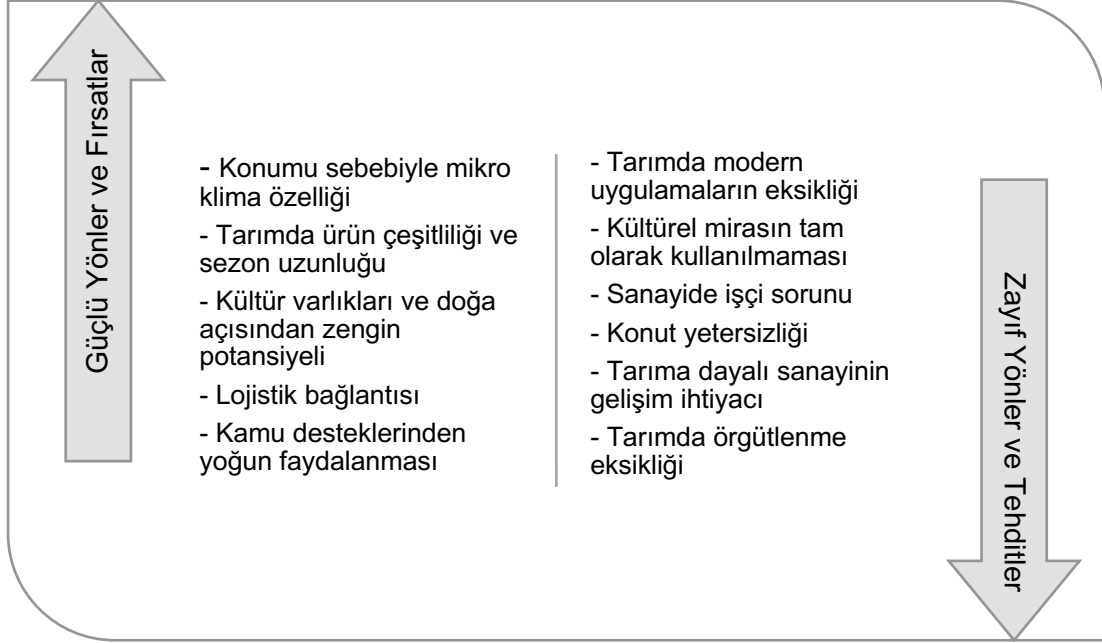 Güçlü Yönler ve Fırsatlar
- Konumu sebebiyle mikro
klima özelliği
- Tarımda ürün çeşitliliği ve
sezon uzunluğu
- Kültür varlıkları ve doğa
açısından zengin
potansiyeli
- Lojistik bağlantısı
- Kamu desteklerinden
yoğun faydalanması
- Tarımda modern
uygulamaların eksikliği
- Kültürel mirasın tam
olarak kullanılmaması
- Sanayide işçi sorunu
- Konut yetersizliği
- Tarıma dayalı sanayinin
gelişim ihtiyacı
- Tarımda örgütlenme
eksikliği
Zayıf Yönler ve Tehditler